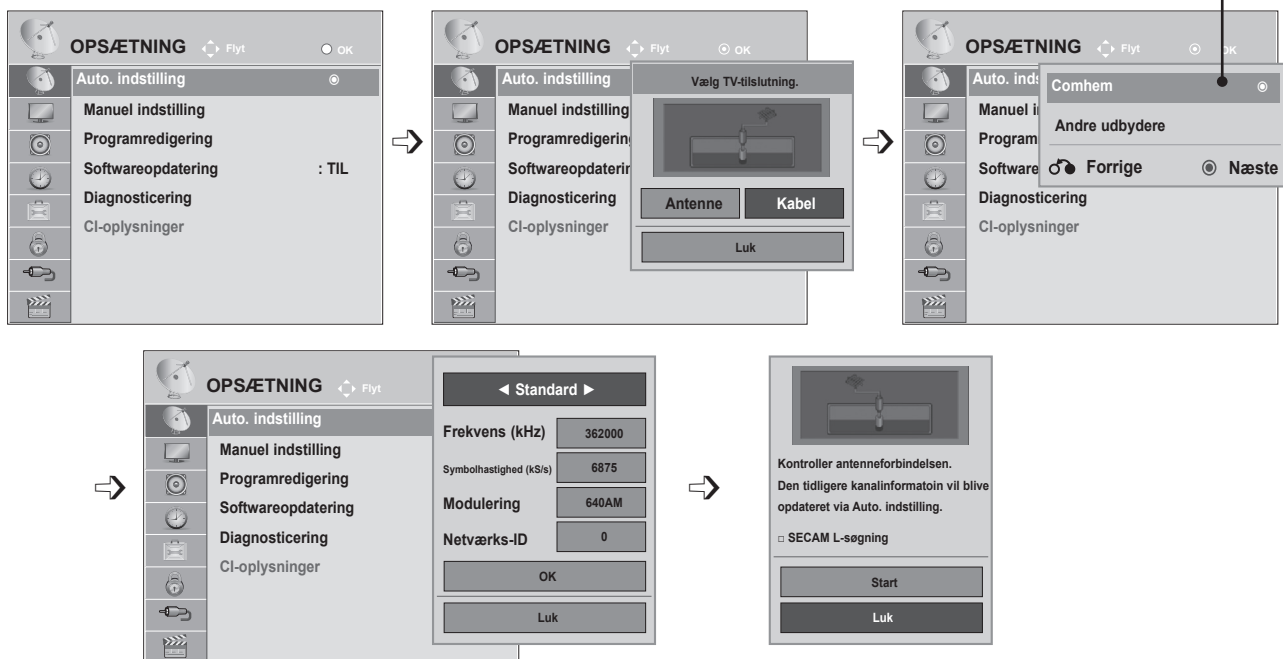 OPSÆTNING Flyt OK
Auto. indstilling
Manuel indstilling
Programredigering
Softwareopdatering : TIL
Diagnosticering
CI-oplysninger
OPSÆTNING Flyt OK
Auto. indstilling
Manuel indstilling
Programredigerin
Softwareopdaterin
Diagnosticering
CI-oplysninger
Vælg TV-tilslutning.
Antenne Kabel
Luk
OPSÆTNING Flyt OK
Auto. inds
Manuel i
Program
Software
Diagnosticering
CI-oplysninger
Comhem
Andre udbydere
Forrige Næste
OPSÆTNING Flyt
Auto. indstilling
Manuel indstilling
Programredigering
Softwareopdatering
Diagnosticering
CI-oplysninger
◄ Standard ►
Frekvens (kHz) 362000
Symbolhastighed (kS/s) 6875
Modulering 640AM
Netværks-ID 0
OK
Luk
Kontroller antenneforbindelsen.
Den tidligere kanalinformatoin vil blive
opdateret via Auto. indstilling.
□ SECAM L-søgning
Start
Luk